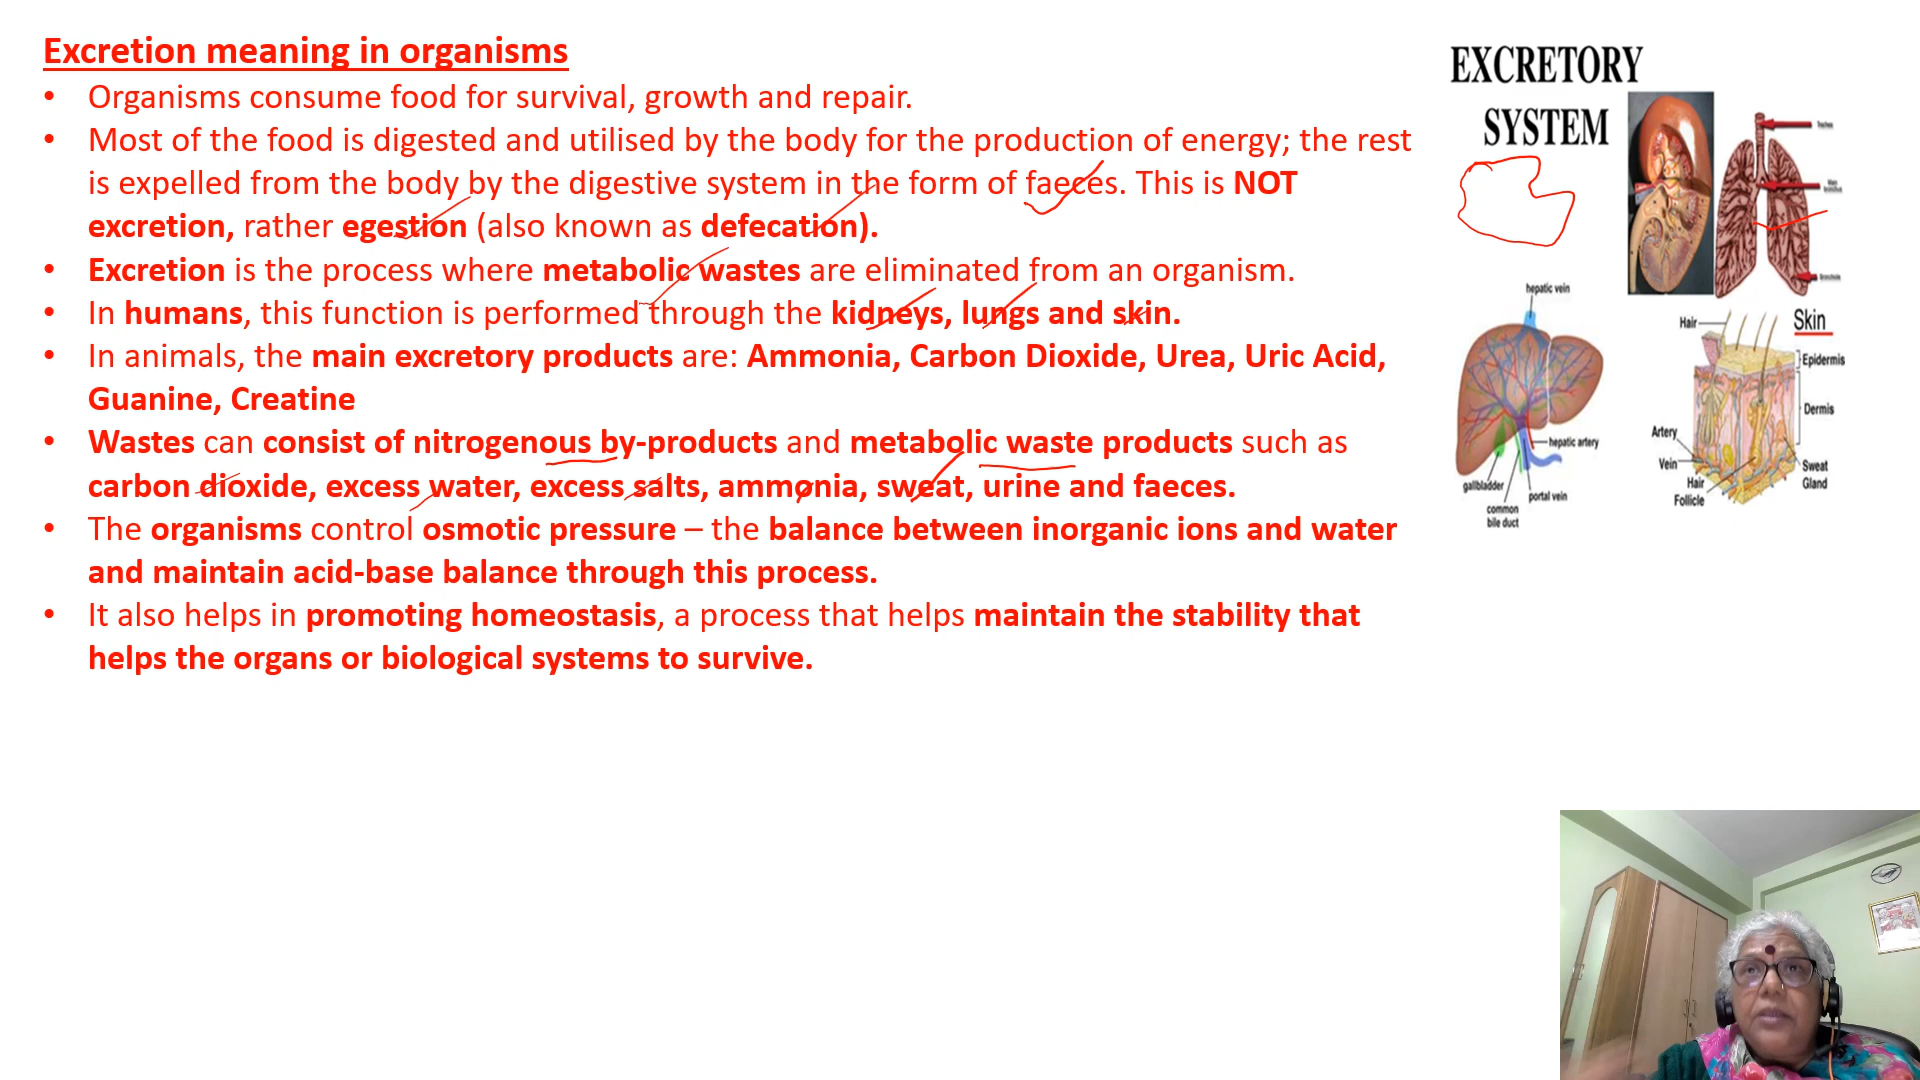 Excretion meaning in organisms
• Organisms consume food for survival, growth and repair.
• Most of the food is digested and utilised by the body for the production of energy; the rest
is expelled from the body by the digestive system in the form of faeces. This is NOT
excretion, rather egestion (also known as defecation).
• Excretion is the process where metabolic wastes are eliminated from an organism.
• In humans, this function is performed through the kidneys, lungs and skin.
• In animals, the main excretory products are: Ammonia, Carbon Dioxide, Urea, Uric Acid,
Guanine, Creatine
• Wastes can consist of nitrogenous by-products and metabolic waste products such as
carbon dioxide, excess water, excess salts, ammonia, sweat, urine and faeces.
• The organisms control osmotic pressure – the balance between inorganic ions and water
and maintain acid-base balance through this process.
• It also helps in promoting homeostasis, a process that helps maintain the stability that
helps the organs or biological systems to survive.
EXCRETORY
SYSTEM
Trachea
Main
bronchus
Bronchiole
hepatic vein
hepatic artery
gallbladder
portal vein
common
bile duct
Skin
Hair
Epidermis
Dermis
Artery
Vein
Hair
Follicle
Sweat
Gland